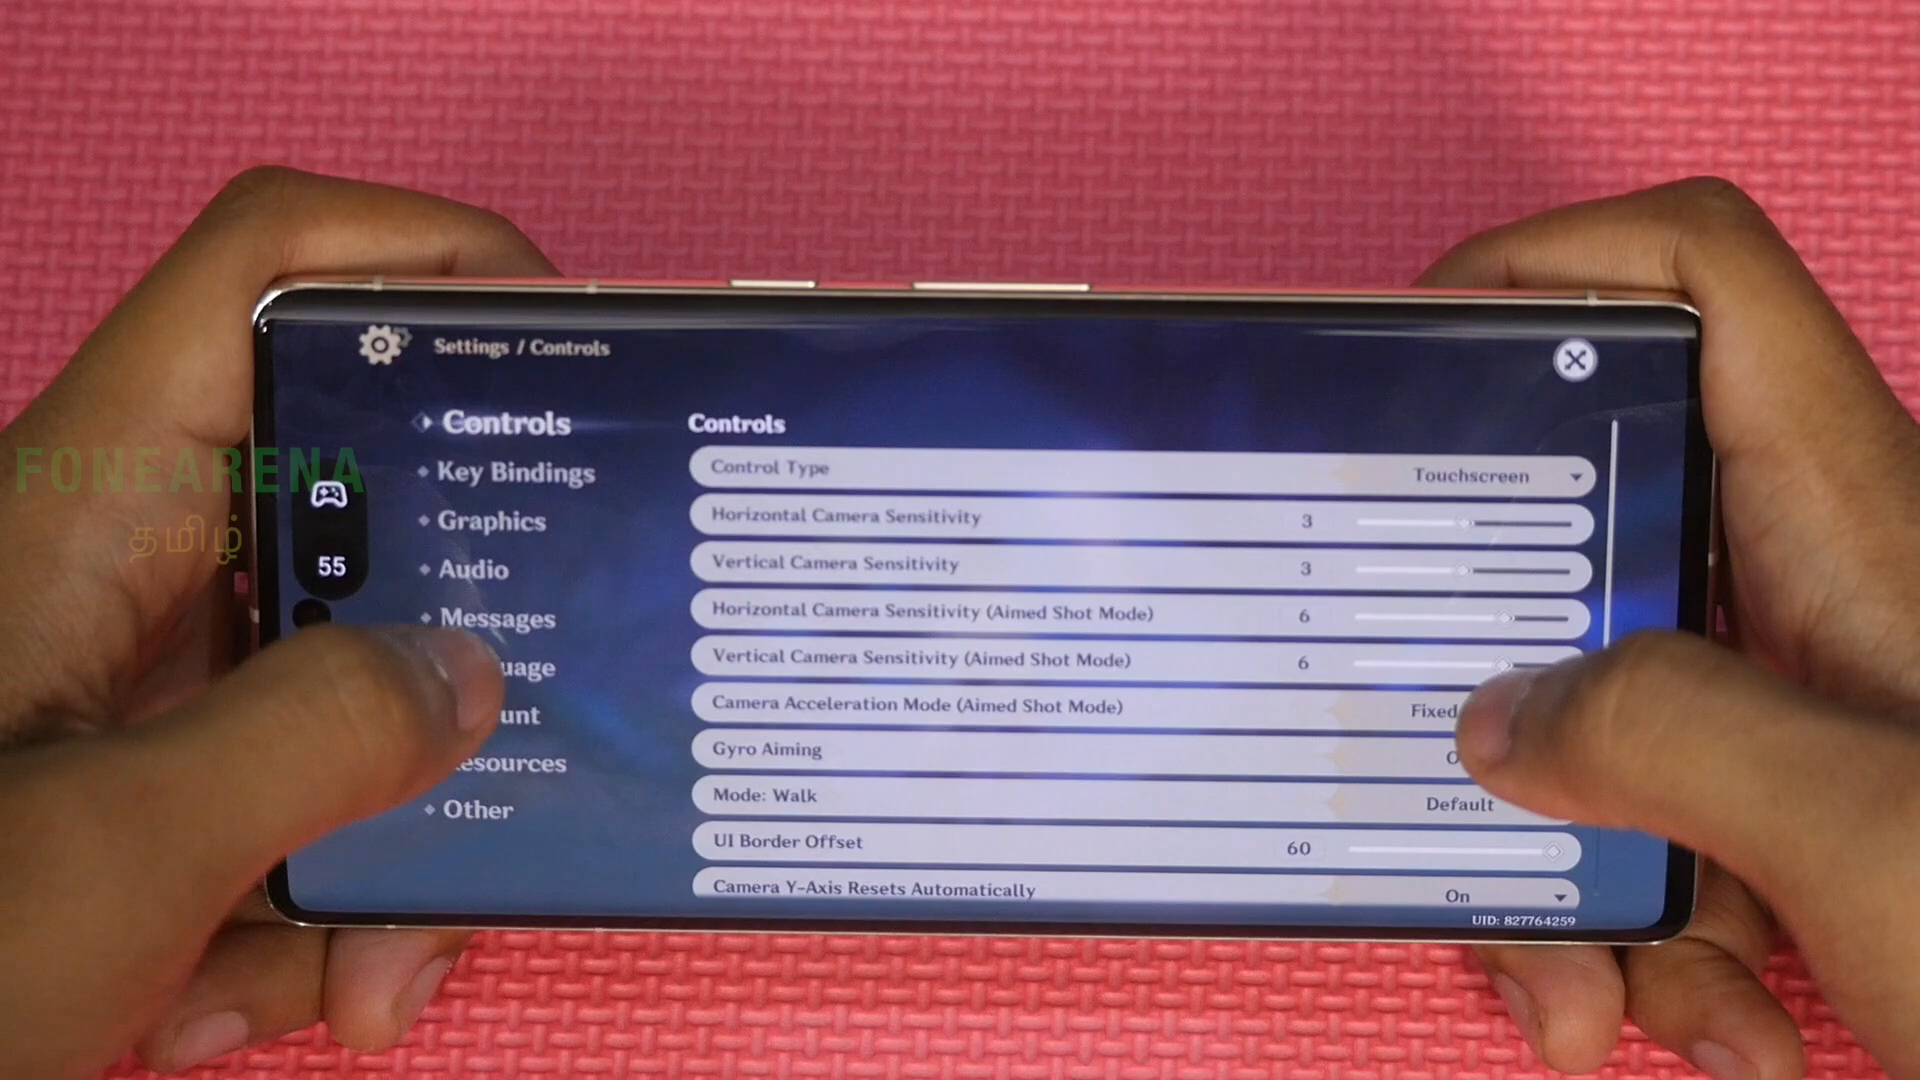 Settings / Controls
Controls
Key Bindings
Graphics
Audio
Messages
uage
unt
esources
Other
FONEARENA
தமிழ்
55
Controls
Control Type Touchscreen
Horizontal Camera Sensitivity 3
Vertical Camera Sensitivity 3
Horizontal Camera Sensitivity (Aimed Shot Mode) 6
Vertical Camera Sensitivity (Aimed Shot Mode) 6
Camera Acceleration Mode (Aimed Shot Mode) Fixed
Gyro Aiming
Mode: Walk Default
UI Border Offset 60
Camera Y-Axis Resets Automatically On
UID: 827764259